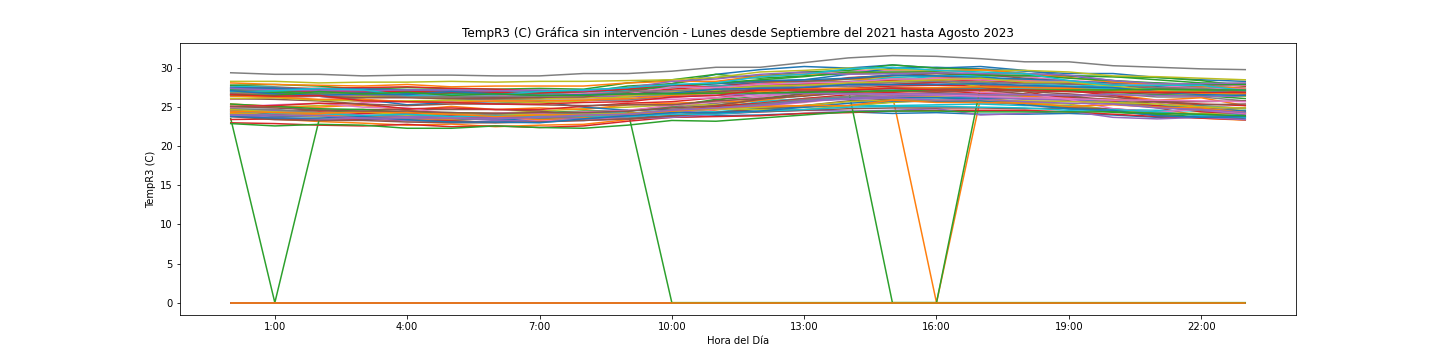 TempR3 (C) Gráfica sin intervención - Lunes desde Septiembre del 2021 hasta Agosto 2023
30
25
20
15
10
5
0
TempR3 (C)
1:00 4:00 7:00 10:00 13:00 16:00 19:00 22:00
Hora del Día